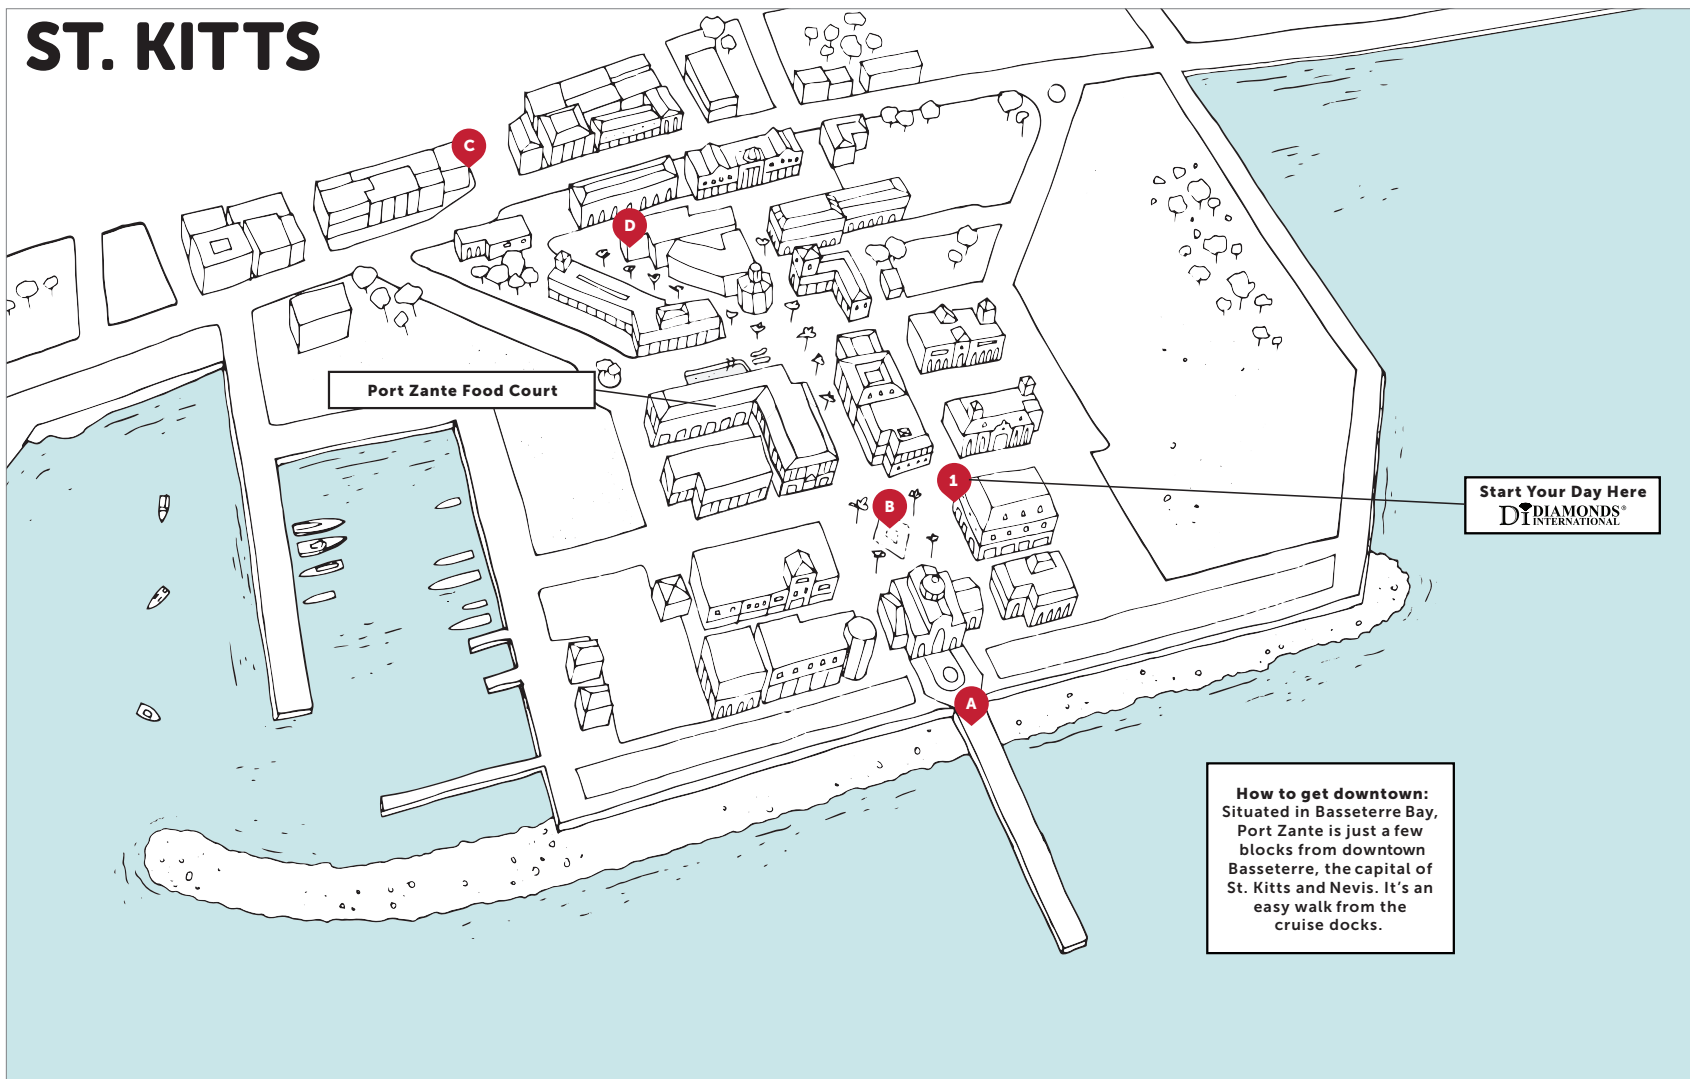 ST. KITTS
C
D
Port Zante Food Court
1
B
Start Your Day Here
DI DIAMONDS®
INTERNATIONAL
A
How to get downtown:
Situated in Basseterre Bay,
Port Zante is just a few
blocks from downtown
Basseterre, the capital of
St. Kitts and Nevis. It's an
easy walk from the
cruise docks.